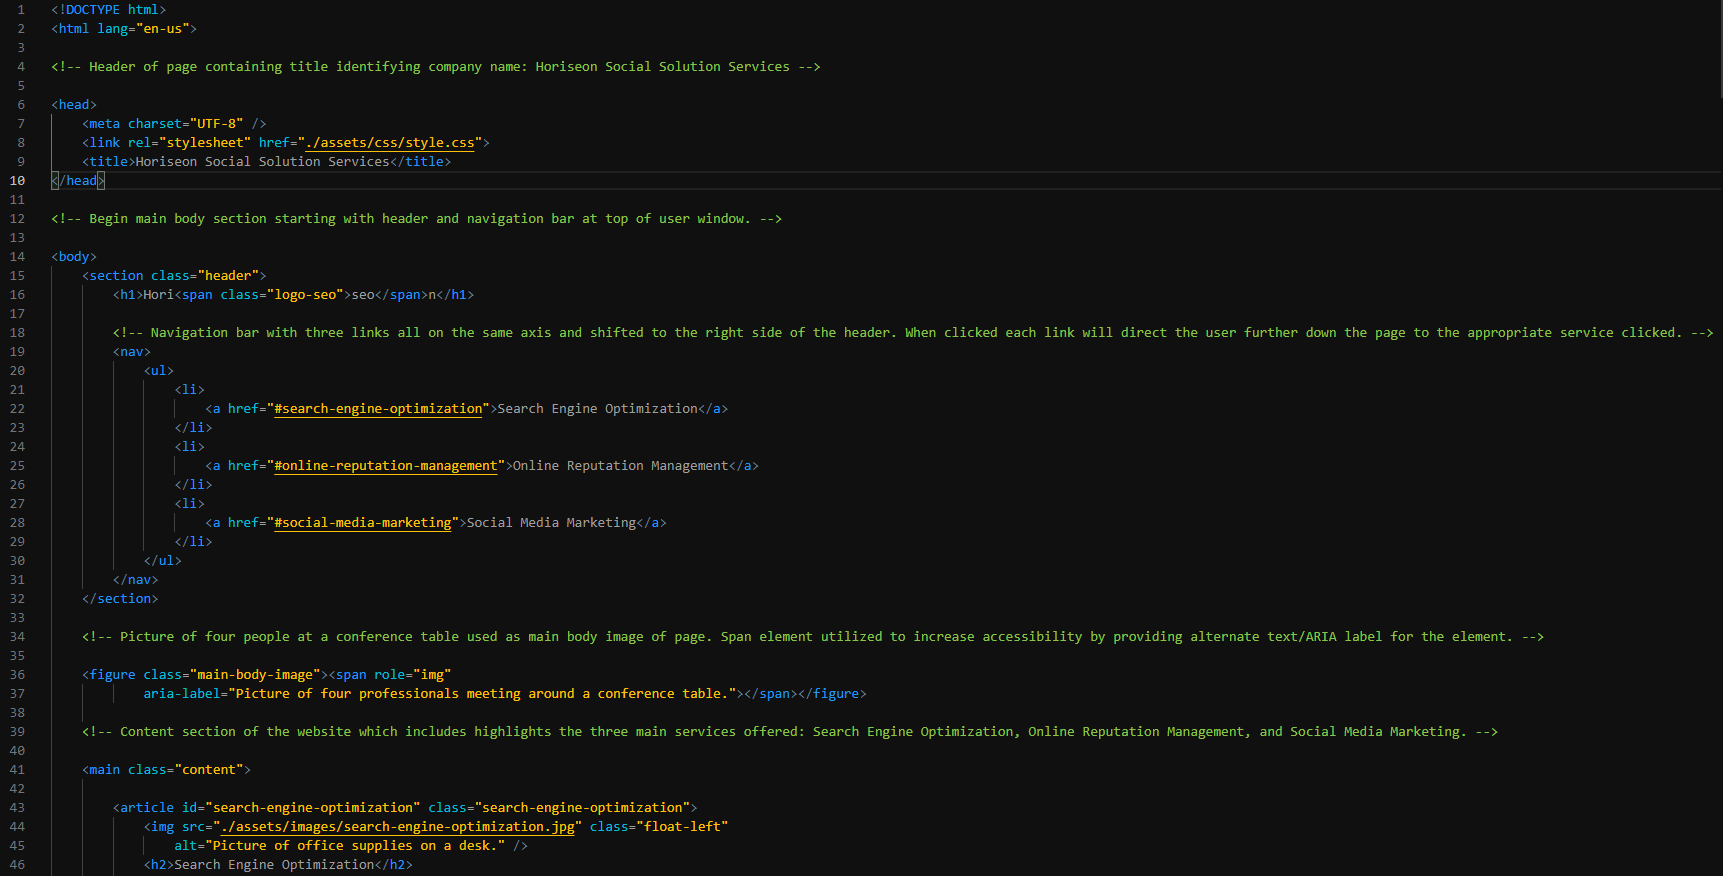 1 <!DOCTYPE html>
2 <html lang="en-us">
3
4 <!-- Header of page containing title identifying company name: Horiseon Social Solution Services -->
5
6 <head>
7 <meta charset="UTF-8" />
8 <link rel="stylesheet" href="./assets/css/style.css">
9 <title>Horiseon Social Solution Services</title>
10 </head>
11
12 <!-- Begin main body section starting with header and navigation bar at top of user window. -->
13
14 <body>
15 <section class="header">
16 <h1>Hori<span class="logo-seo">seo</span>n</h1>
17
18 <!-- Navigation bar with three links all on the same axis and shifted to the right side of the header. When clicked each link will direct the user further down the page to the appropriate service clicked. -->
19 <nav>
20 <ul>
21 <li>
22 <a href="#search-engine-optimization">Search Engine Optimization</a>
23 </li>
24 <li>
25 <a href="#online-reputation-management">Online Reputation Management</a>
26 </li>
27 <li>
28 <a href="#social-media-marketing">Social Media Marketing</a>
29 </li>
30 </ul>
31 </nav>
32 </section>
33
34 <!-- Picture of four people at a conference table used as main body image of page. Span element utilized to increase accessibility by providing alternate text/ARIA label for the element. -->
35
36 <figure class="main-body-image"><span role="img"
37 aria-label="Picture of four professionals meeting around a conference table."></span></figure>
38
39 <!-- Content section of the website which includes highlights the three main services offered: Search Engine Optimization, Online Reputation Management, and Social Media Marketing. -->
40
41 <main class="content">
42
43 <article id="search-engine-optimization" class="search-engine-optimization">
44 <img src="./assets/images/search-engine-optimization.jpg" class="float-left"
45 alt="Picture of office supplies on a desk." />
46 <h2>Search Engine Optimization</h2>